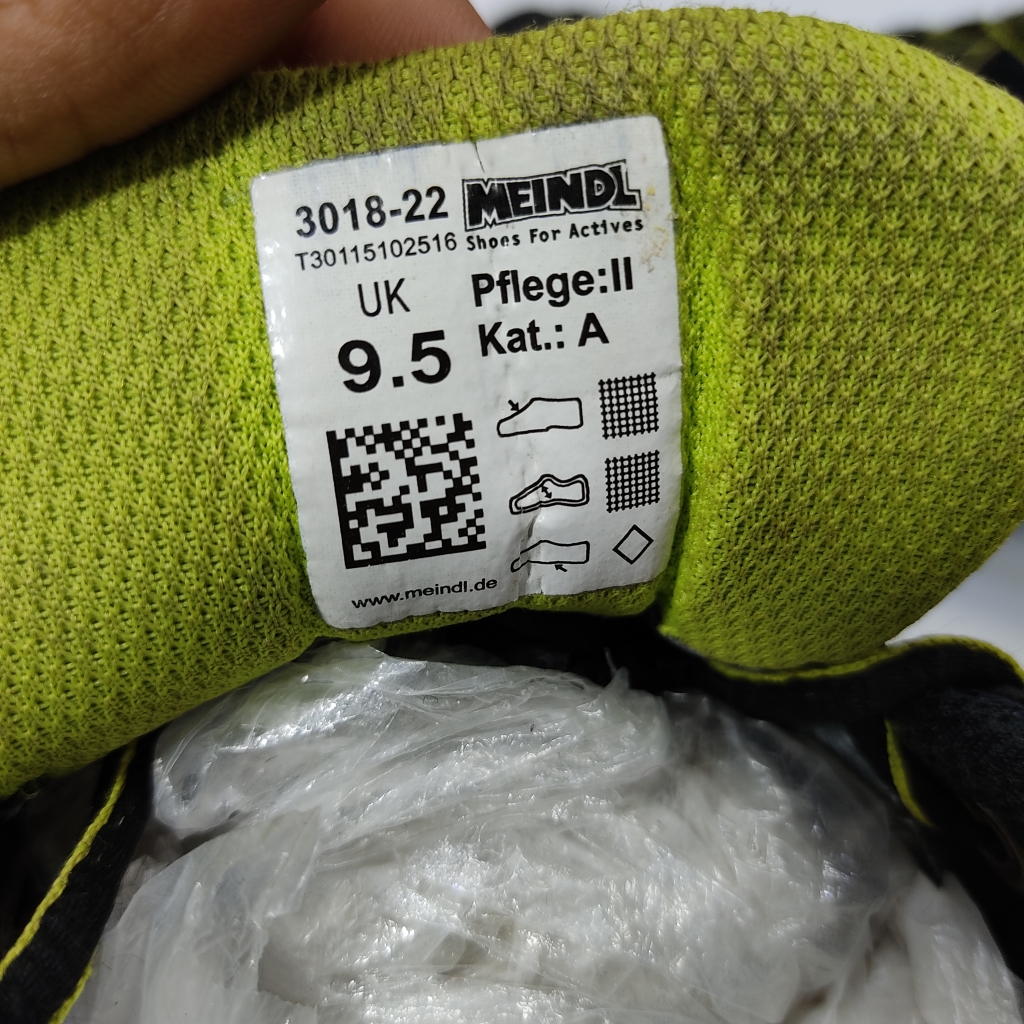 3018-22 MEINDL
T30115102516 Shoes For Actives
UK
9.5
Pflege:II
Kat.: A
www.meindl.de